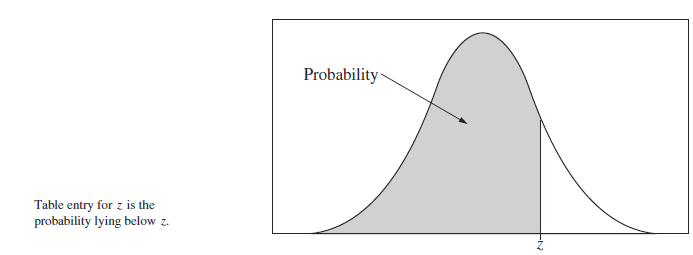 Probability
Table entry for z is the
probability lying below z.
z